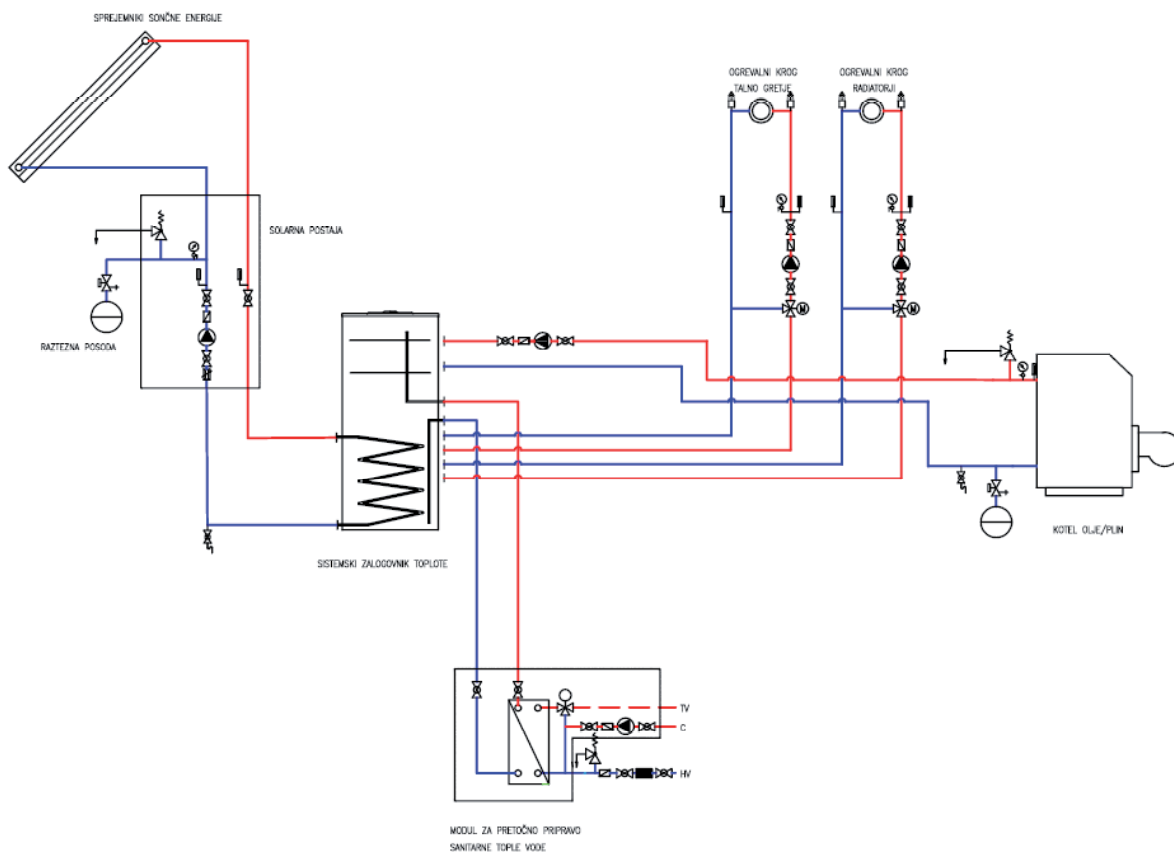 SPREJEMNIKI SONČNE ENERGIJE
OGREVALNI KROG
TALNO GRETJE
OGREVALNI KROG
RADIATORJI
SOLARNA POSTAJA
RAZTEZNA POSODA
M
M
SISTEMSKI ZALOGOVNIK TOPLOTE
KOTEL OLJE/PLIN
TV
C
HV
MODUL ZA PRETOČNO PRIPRAVO
SANITARNE TOPLE VODE